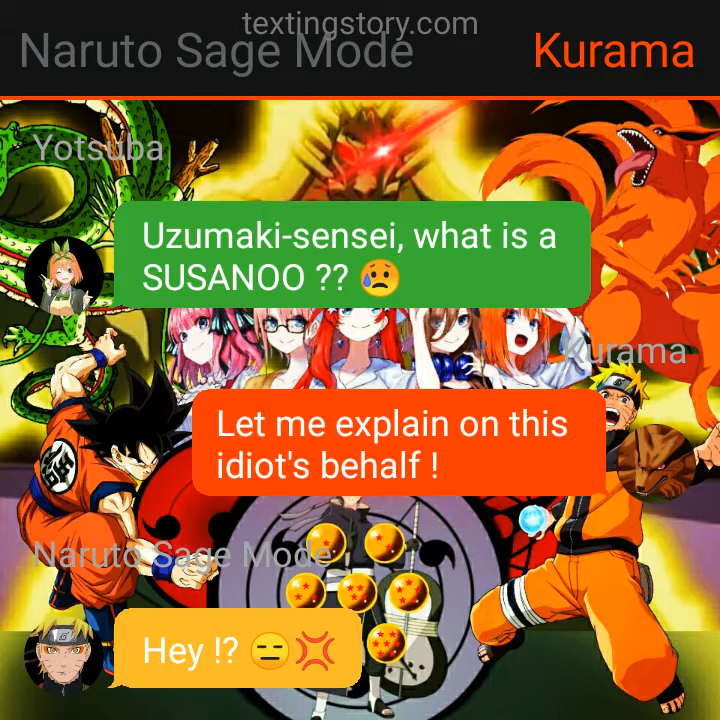 textingstory.com
Naruto Sage Mode
Kurama
Yotsuba
Uzumaki-sensei, what is a
SUSANOO ?? 😥
Kurama
Let me explain on this
idiot's behalf !
Naruto Sage Mode
Hey !? 😑💢